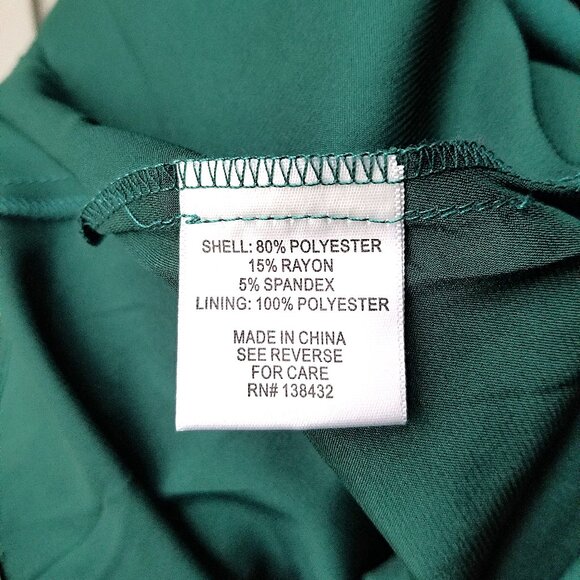 SHELL: 80% POLYESTER
15% RAYON
5% SPANDEX
LINING: 100% POLYESTER
MADE IN CHINA
SEE REVERSE
FOR CARE
RN# 138432